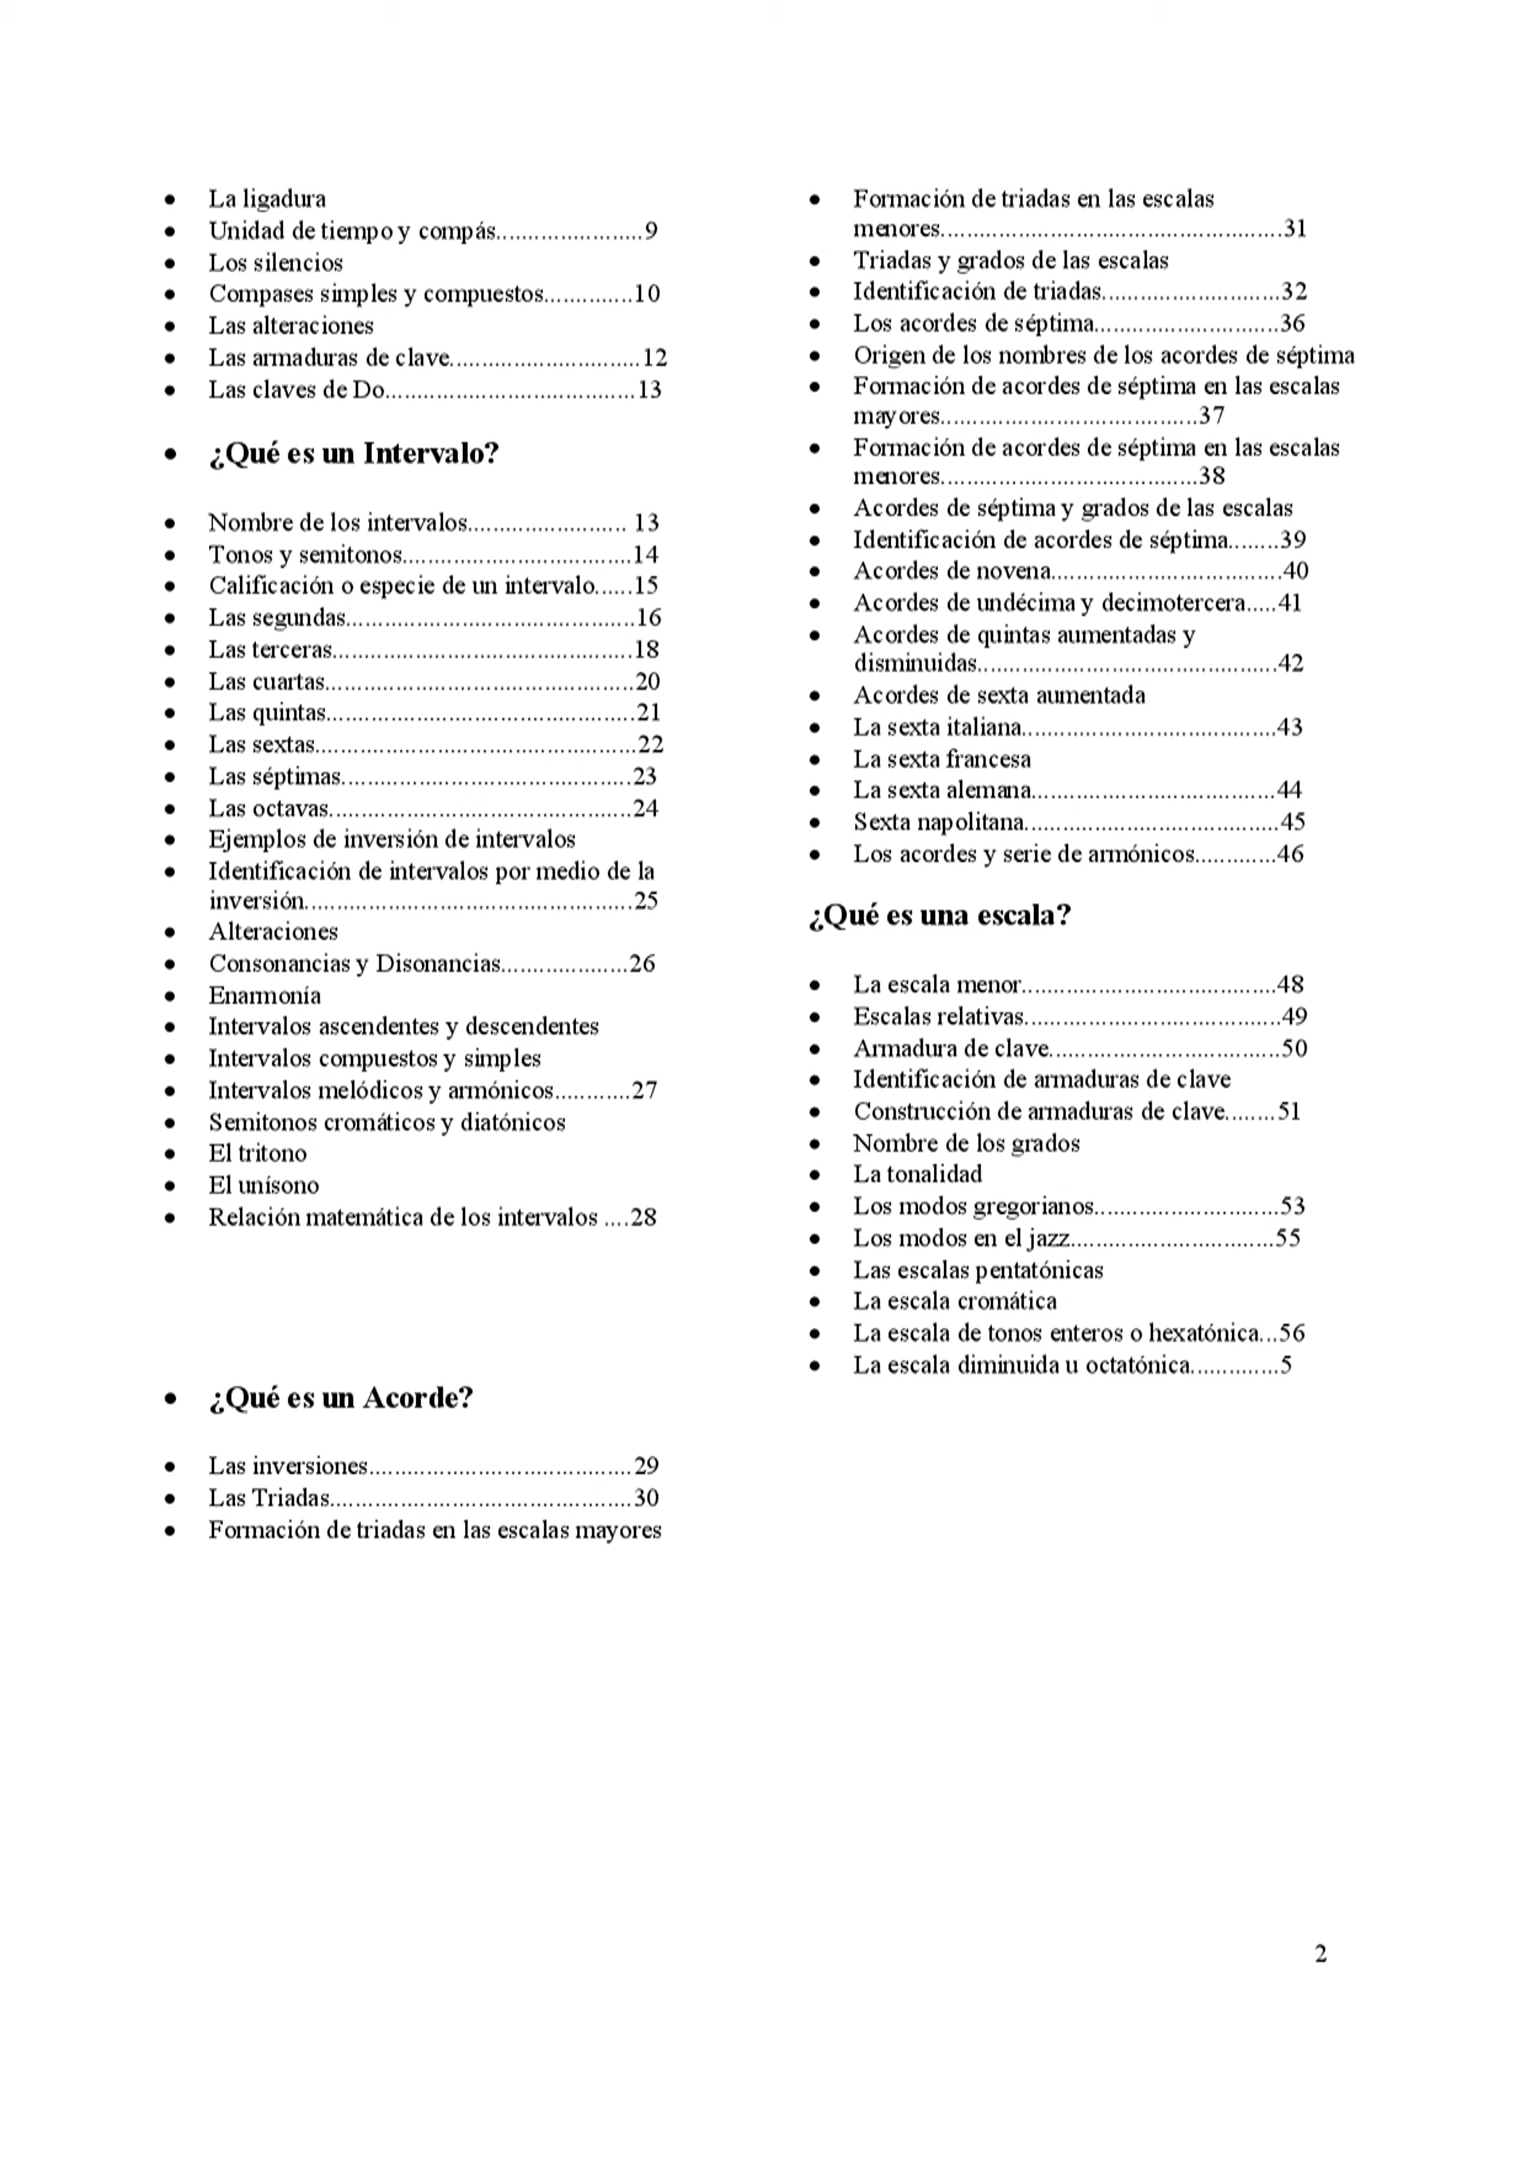 • La ligadura
• Unidad de tiempo y compás.......................9
• Los silencios
• Compases simples y compuestos..............10
• Las alteraciones
• Las armaduras de clave..............................12
• Las claves de Do.......................................13
• ¿Qué es un Intervalo?
• Nombre de los intervalos......................... 13
• Tonos y semitonos....................................14
• Calificación o especie de un intervalo......15
• Las segundas.............................................16
• Las terceras...............................................18
• Las cuartas................................................20
• Las quintas................................................21
• Las sextas..................................................22
• Las séptimas.............................................23
• Las octavas...............................................24
• Ejemplos de inversión de intervalos
• Identificación de intervalos por medio de la
inversión...................................................25
• Alteraciones
• Consonancias y Disonancias....................26
• Enarmonía
• Intervalos ascendentes y descendentes
• Intervalos compuestos y simples
• Intervalos melódicos y armónicos............27
• Semitonos cromáticos y diatónicos
• El tritono
• El unísono
• Relación matemática de los intervalos ....28
• ¿Qué es un Acorde?
• Las inversiones.........................................29
• Las Triadas...............................................30
• Formación de triadas en las escalas mayores
• Formación de triadas en las escalas
menores.....................................................31
• Triadas y grados de las escalas
• Identificación de triadas............................32
• Los acordes de séptima.............................36
• Origen de los nombres de los acordes de séptima
• Formación de acordes de séptima en las escalas
mayores........................................37
• Formación de acordes de séptima en las escalas
menores........................................38
• Acordes de séptima y grados de las escalas
• Identificación de acordes de séptima........39
• Acordes de novena....................................40
• Acordes de undécima y decimotercera.....41
• Acordes de quintas aumentadas y
disminuidas...............................................42
• Acordes de sexta aumentada
• La sexta italiana........................................43
• La sexta francesa
• La sexta alemana......................................44
• Sexta napolitana........................................45
• Los acordes y serie de armónicos.............46
¿Qué es una escala?
• La escala menor........................................48
• Escalas relativas........................................49
• Armadura de clave....................................50
• Identificación de armaduras de clave
• Construcción de armaduras de clave........51
• Nombre de los grados
• La tonalidad
• Los modos gregorianos.............................53
• Los modos en el jazz................................55
• Las escalas pentatónicas
• La escala cromática
• La escala de tonos enteros o hexatónica...56
• La escala diminuida u octatónica..............5
2